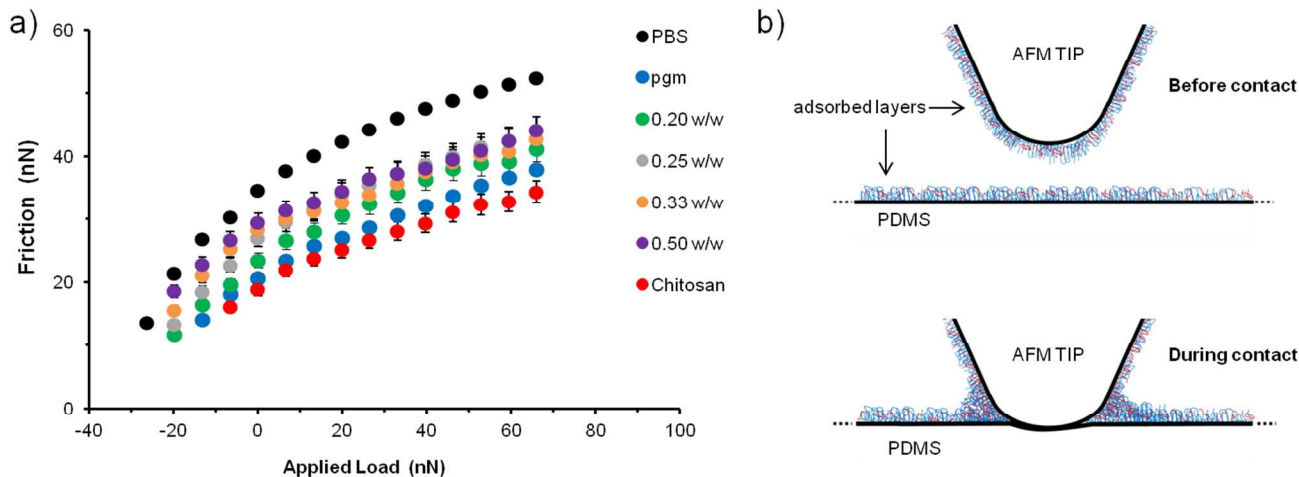 a)
60
40
20
0
Friction (nN)
-40
-20
0
20
40
60
80
100
Applied Load (nN)
PBS
pgm
0.20 w/w
0.25 w/w
0.33 w/w
0.50 w/w
Chitosan
b)
AFM TIP
Before contact
adsorbed layers
PDMS
AFM TIP
During contact
PDMS